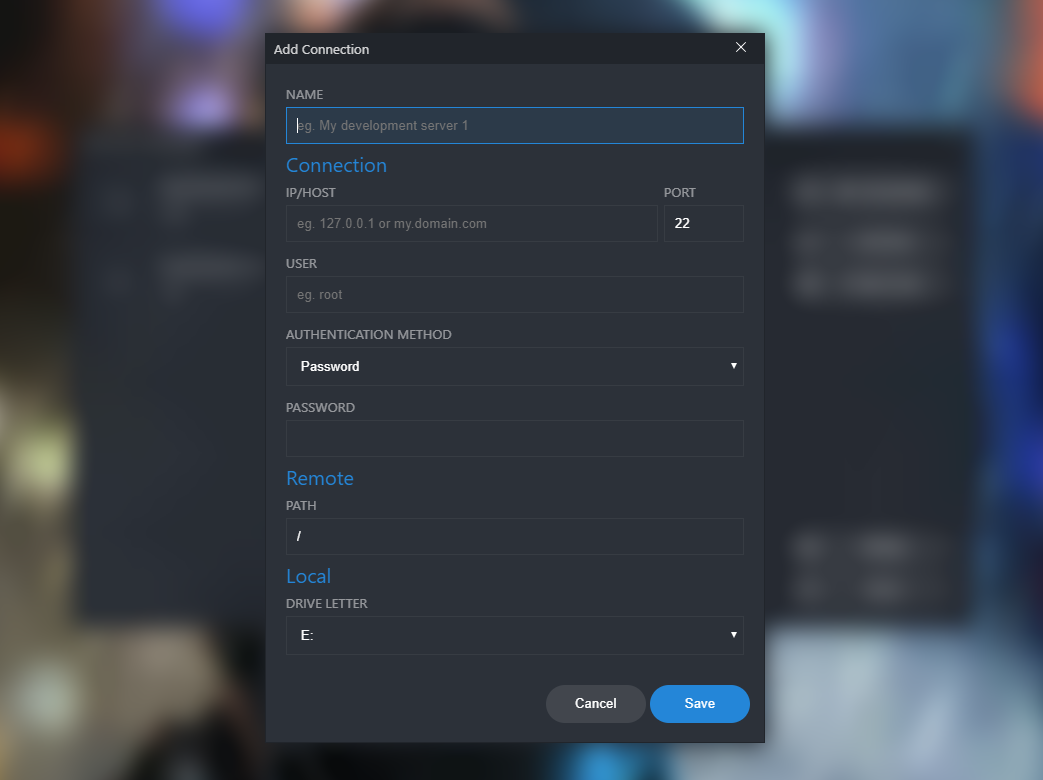 Add Connection
NAME
eg. My development server 1
Connection
IP/HOST PORT
eg. 127.0.0.1 or my.domain.com 22
USER
eg. root
AUTHENTICATION METHOD
Password
PASSWORD
Remote
PATH
/
Local
DRIVE LETTER
E:
Cancel Save